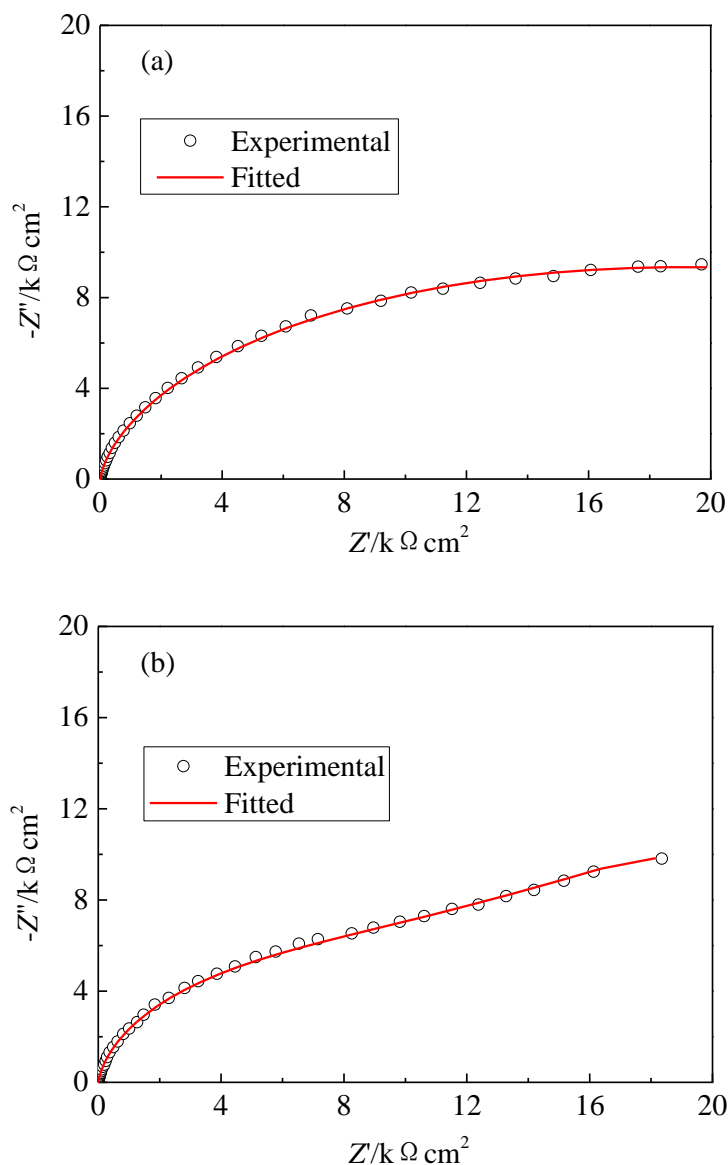 20
(a)
16
Experimental
Fitted
12
-Z''/k Ω cm²
8
4
0
0 4 8 12 16 20
Z'/k Ω cm²
20
(b)
16
Experimental
Fitted
12
-Z''/k Ω cm²
8
4
0
0 4 8 12 16 20
Z'/k Ω cm²